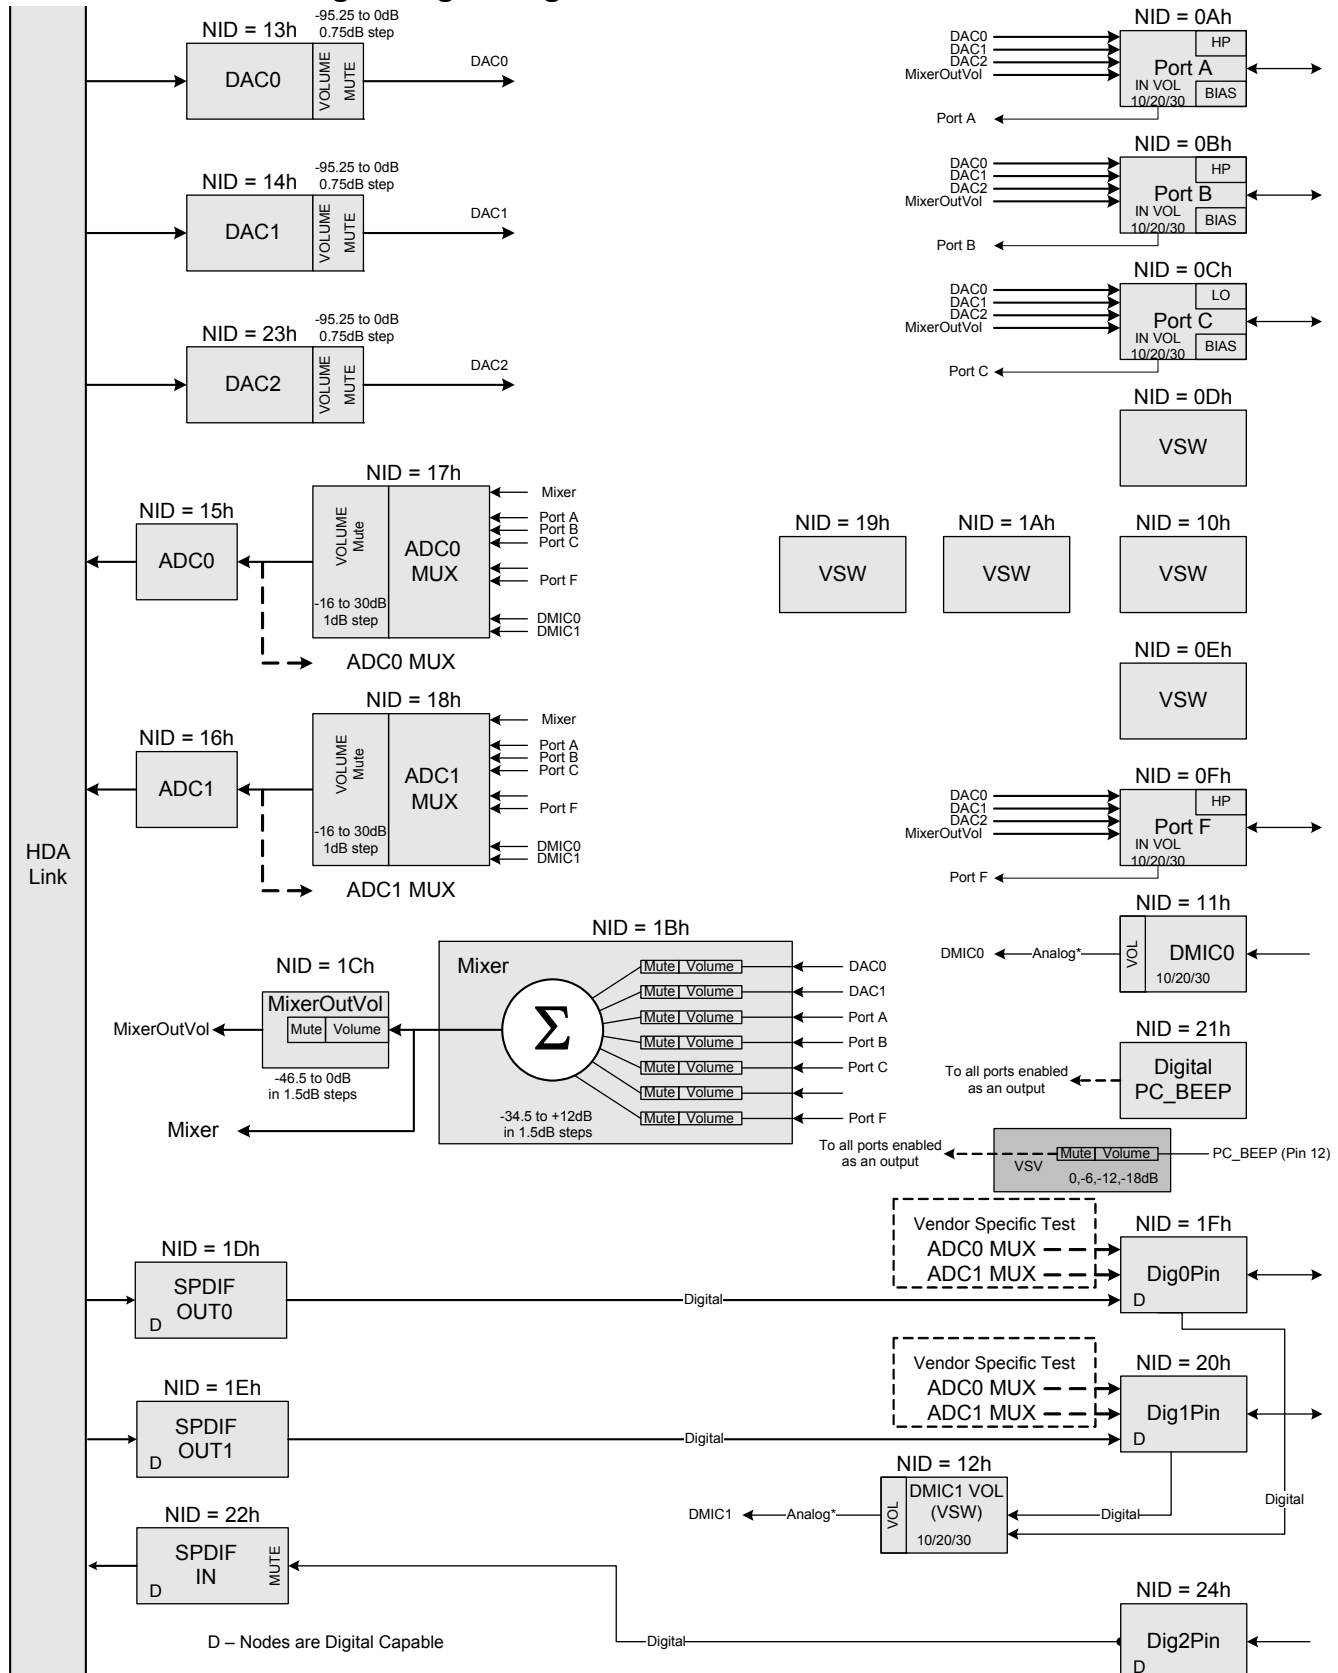 HDA
Link
NID = 13h
-95.25 to 0dB
0.75dB step
DAC0
VOLUME
MUTE
DAC0
NID = 14h
-95.25 to 0dB
0.75dB step
DAC1
VOLUME
MUTE
DAC1
NID = 23h
-95.25 to 0dB
0.75dB step
DAC2
VOLUME
MUTE
DAC2
NID = 17h
NID = 15h
ADC0
VOLUME
Mute
-16 to 30dB
1dB step
ADC0
MUX
Mixer
Port A
Port B
Port C
Port F
DMIC0
DMIC1
ADC0 MUX
NID = 18h
NID = 16h
ADC1
VOLUME
Mute
-16 to 30dB
1dB step
ADC1
MUX
Mixer
Port A
Port B
Port C
Port F
DMIC0
DMIC1
ADC1 MUX
NID = 1Bh
Mixer
Σ
-34.5 to +12dB
in 1.5dB steps
Mute Volume
DAC0
Mute Volume
DAC1
Mute Volume
Port A
Mute Volume
Port B
Mute Volume
Port C
Mute Volume
Mute Volume
Port F
NID = 1Ch
MixerOutVol
Mute Volume
-46.5 to 0dB
in 1.5dB steps
MixerOutVol
Mixer
NID = 0Ah
DAC0
DAC1
DAC2
MixerOutVol
HP
Port A
IN VOL
10/20/30
BIAS
Port A
NID = 0Bh
DAC0
DAC1
DAC2
MixerOutVol
HP
Port B
IN VOL
10/20/30
BIAS
Port B
NID = 0Ch
DAC0
DAC1
DAC2
MixerOutVol
LO
Port C
IN VOL
10/20/30
BIAS
Port C
NID = 0Dh
VSW
NID = 19h
VSW
NID = 1Ah
VSW
NID = 10h
VSW
NID = 0Eh
VSW
NID = 0Fh
DAC0
DAC1
DAC2
MixerOutVol
HP
Port F
IN VOL
10/20/30
Port F
NID = 11h
DMIC0
Analog*
VOL
DMIC0
10/20/30
NID = 21h
To all ports enabled
as an output
Digital
PC_BEEP
To all ports enabled
as an output
VSV
Mute Volume
0,-6,-12,-18dB
PC_BEEP (Pin 12)
NID = 1Dh
SPDIF
OUT0
D
Digital
Vendor Specific Test
ADC0 MUX
ADC1 MUX
NID = 1Fh
Dig0Pin
D
NID = 1Eh
SPDIF
OUT1
D
Digital
Vendor Specific Test
ADC0 MUX
ADC1 MUX
NID = 20h
Dig1Pin
D
NID = 12h
DMIC1
Analog*
VOL
DMIC1 VOL
(VSW)
10/20/30
Digital
Digital
NID = 22h
SPDIF
IN
D
MUTE
Digital
NID = 24h
Dig2Pin
D
D – Nodes are Digital Capable